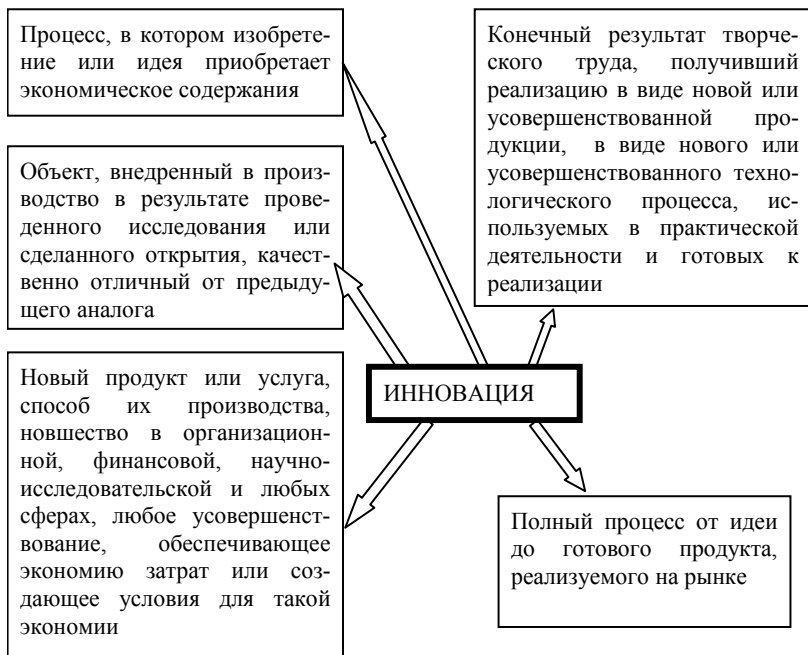 Процесс, в котором изобрете-
ние или идея приобретает
экономическое содержания
Объект, внедренный в произ-
водство в результате прове-
денного исследования или
сделанного открытия, качест-
венно отличный от предыду-
щего аналога
Новый продукт или услуга,
способ их производства,
новшество в организацион-
ной, финансовой, научно-
исследовательской и любых
сферах, любое усовершенст-
вование, обеспечивающее
экономию затрат или соз-
дающее условия для такой
экономии
ИННОВАЦИЯ
Конечный результат творче-
ского труда, получивший
реализацию в виде новой или
усовершенствованной про-
дукции, в виде нового или
усовершенствованного техно-
логического процесса, ис-
пользуемых в практической
деятельности и готовых к
реализации
Полный процесс от идеи
до готового продукта,
реализуемого на рынке